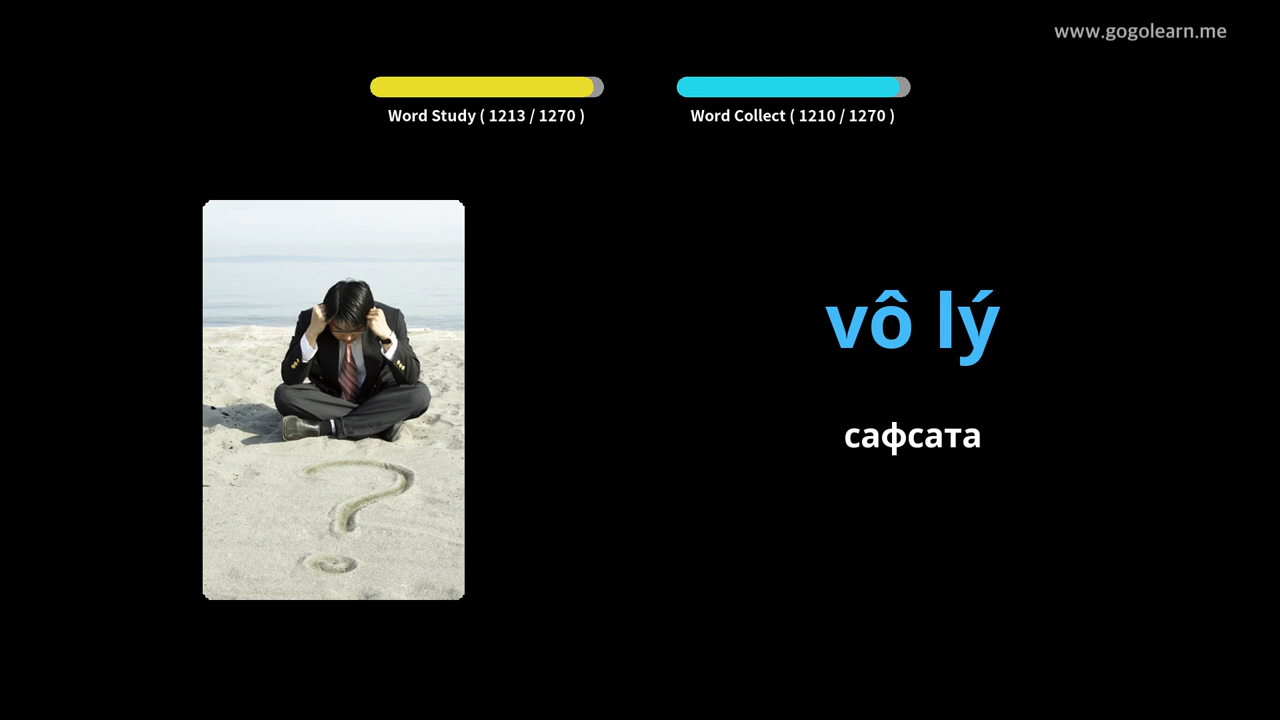 www.gogolearn.me
Word Study ( 1213 / 1270 )
Word Collect ( 1210 / 1270 )
vô lý
сафсата
?